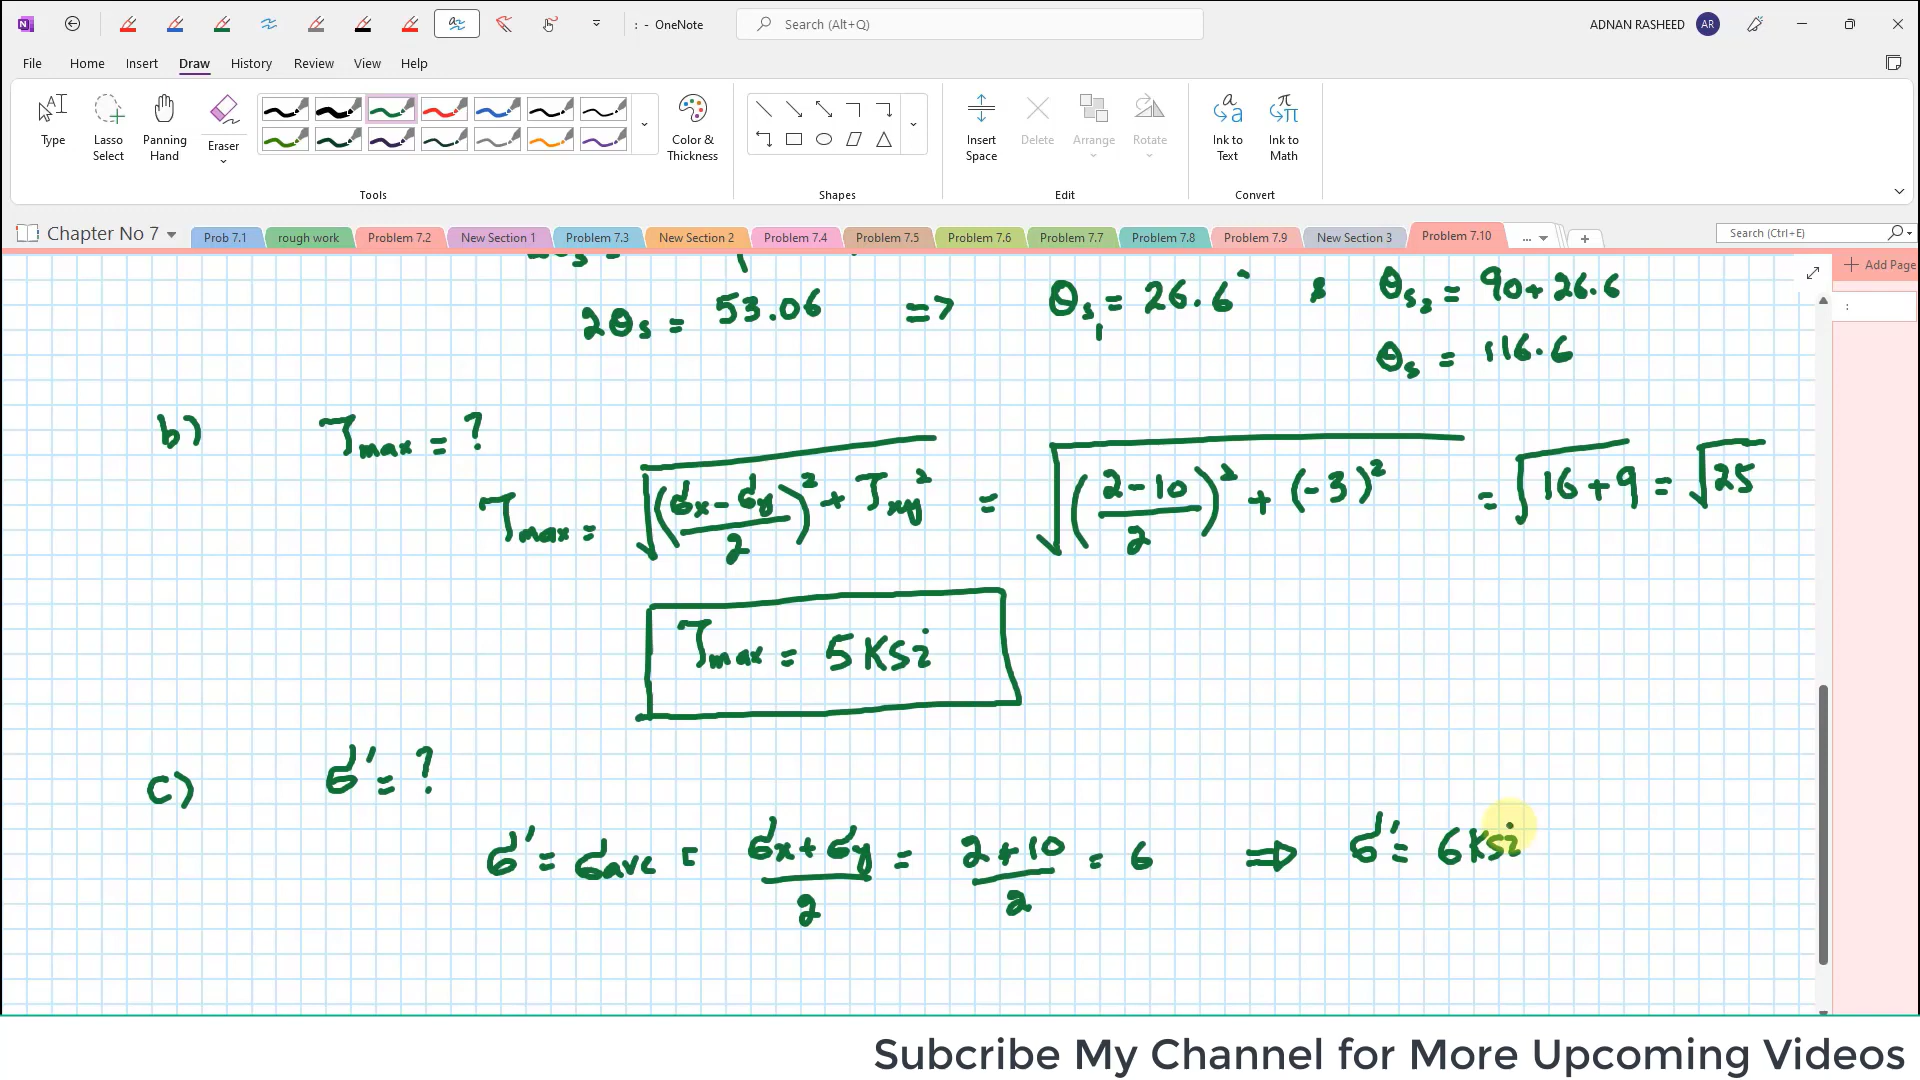 : - OneNote
Search (Alt+Q)
ADNAN RASHEED AR
File Home Insert Draw History Review View Help
Type Lasso Select Panning Hand Eraser
Color & Thickness
Insert Space Delete Arrange Rotate
Ink to Text Ink to Math
Tools Shapes Edit Convert
Chapter No 7 Prob 7.1 rough work Problem 7.2 New Section 1 Problem 7.3 New Section 2 Problem 7.4 Problem 7.5 Problem 7.6 Problem 7.7 Problem 7.8 Problem 7.9 New Section 3 Problem 7.10 ... Search (Ctrl+E)
+ Add Page
:
2θs = 53.06 => θs1 = 26.6° & θs2 = 90+26.6
θs = 116.6
b) τmax = ?
τmax = √((σx-σy)/2)² + τxy² = √((2-10)/2)² + (-3)² = √16+9 = √25
τmax = 5 Ksi
c) σ' = ?
σ' = σave = (σx+σy)/2 = (2+10)/2 = 6 => σ' = 6 Ksi
Subcribe My Channel for More Upcoming Videos